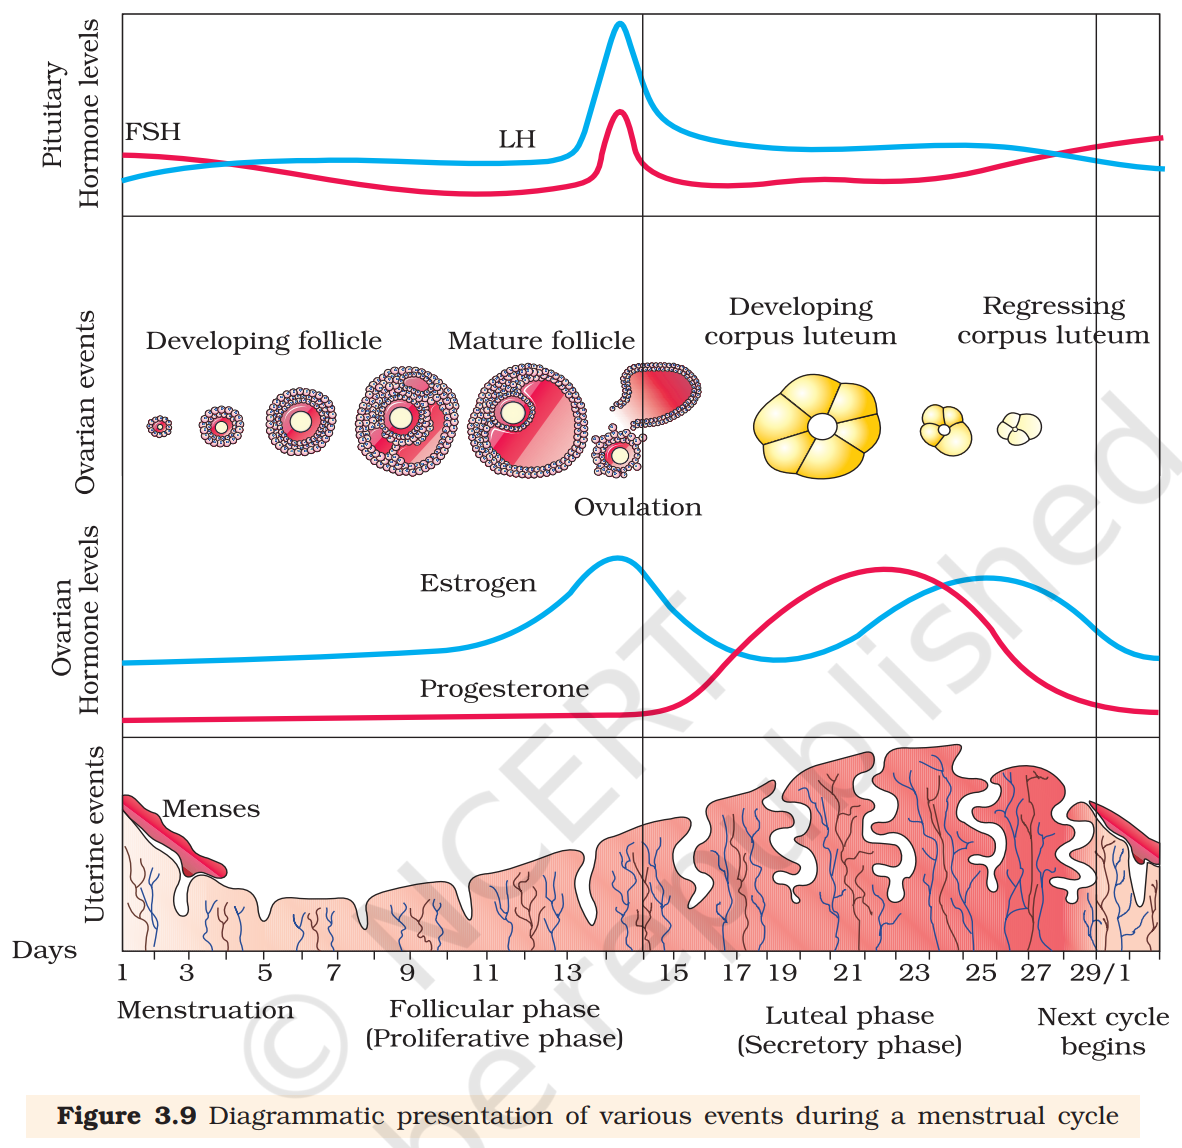 Pituitary
Hormone levels
FSH
LH
Ovarian events
Developing follicle
Mature follicle
Developing
corpus luteum
Regressing
corpus luteum
Ovulation
Ovarian
Hormone levels
Estrogen
Progesterone
Uterine events
Menses
Days
1 3 5 7 9 11 13 15 17 19 21 23 25 27 29/1
Menstruation
Follicular phase
(Proliferative phase)
Luteal phase
(Secretory phase)
Next cycle
begins
© NCERT
be republished
Figure 3.9 Diagrammatic presentation of various events during a menstrual cycle